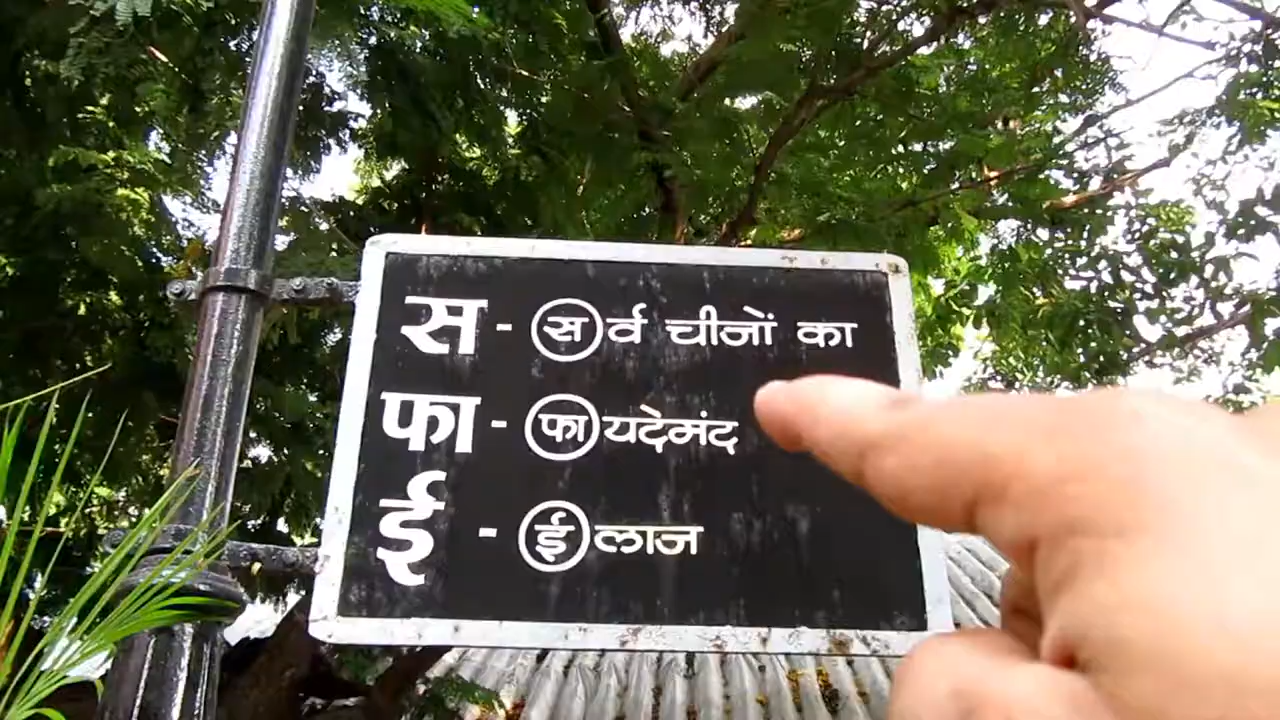 स - सर्व चीजों का
फा - फायदेमंद
ई - ईलाज